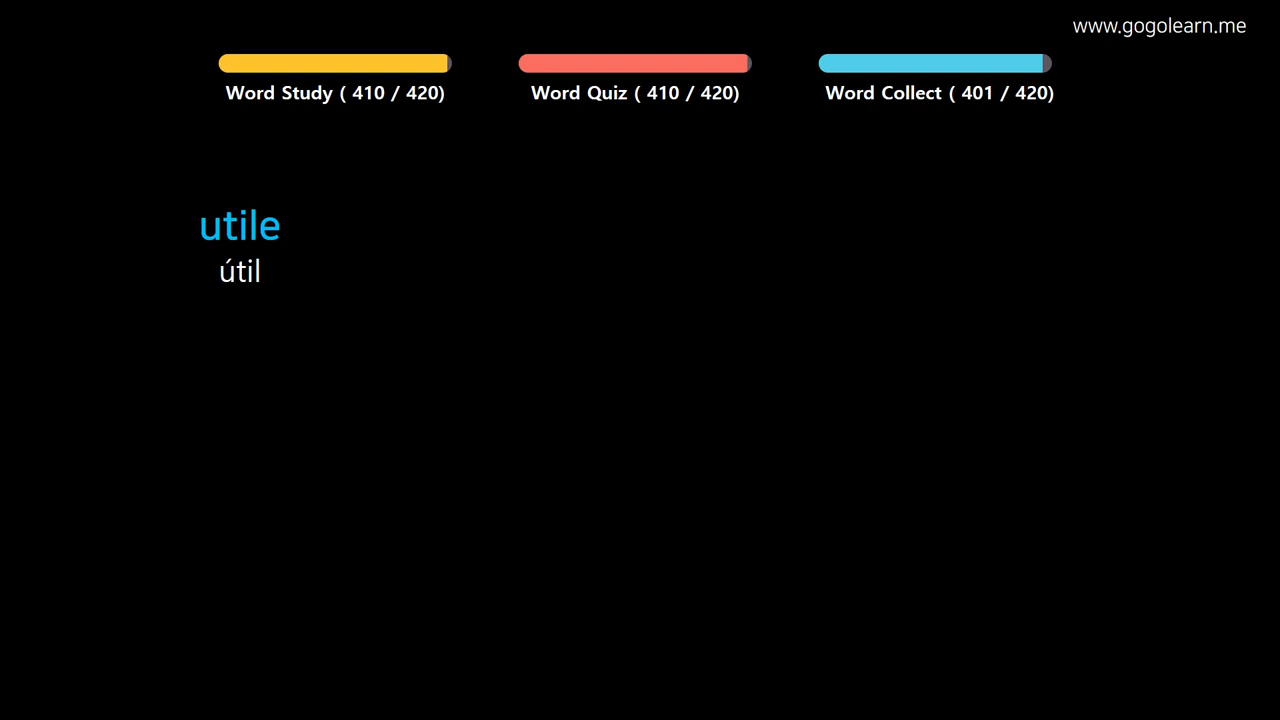 www.gogolearn.me
Word Study ( 410 / 420)
Word Quiz ( 410 / 420)
Word Collect ( 401 / 420)
utile
útil